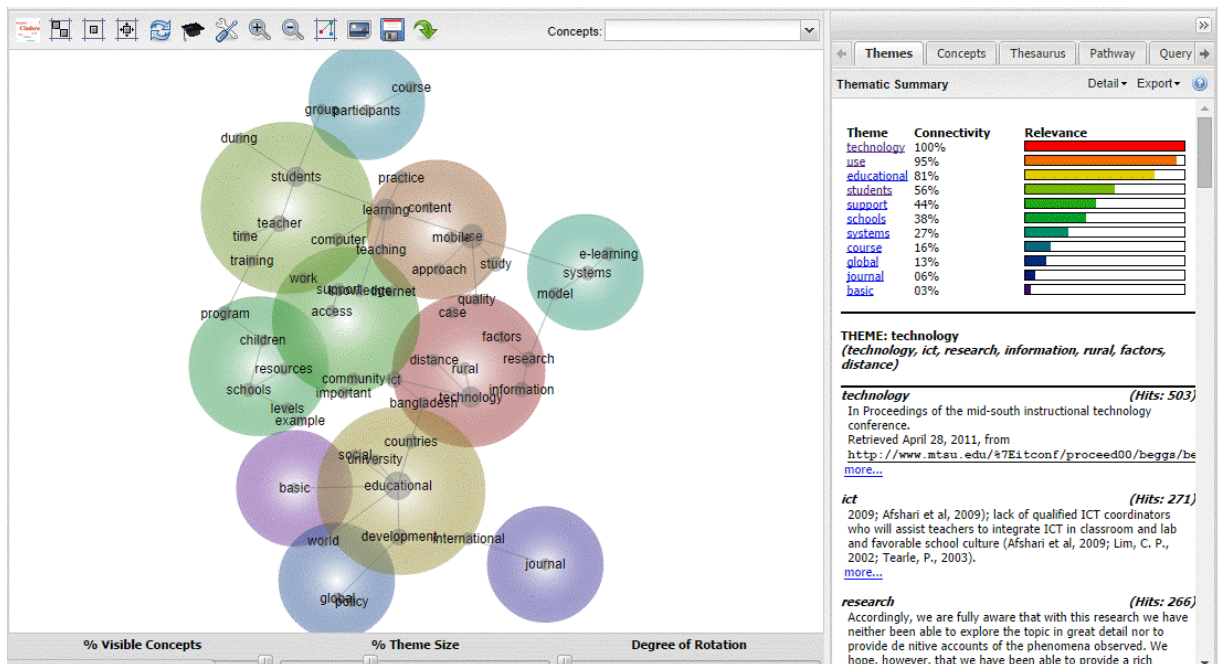 Concepts:
course
group
participants
during
students
practice
learning
content
teacher
time
computer
mobile
use
teaching
training
approach
study
e-learning
systems
work
support
knowledge
internet
model
quality
access
case
program
children
factors
distance
research
resources
rural
community
ict
schools
important
technology
information
levels
bangladesh
example
countries
social
university
basic
educational
world
development
international
journal
global
policy
% Visible Concepts
% Theme Size
Degree of Rotation
Themes
Concepts
Thesaurus
Pathway
Query
Thematic Summary
Detail
Export
Theme Connectivity Relevance
technology 100%
use 95%
educational 81%
students 56%
support 44%
schools 38%
systems 27%
course 16%
global 13%
journal 06%
basic 03%
THEME: technology
(technology, ict, research, information, rural, factors,
distance)
technology (Hits: 503)
In Proceedings of the mid-south instructional technology
conference.
Retrieved April 28, 2011, from
http://www.mtsu.edu/%7Eitconf/proceed00/beggs/be
more...
ict (Hits: 271)
2009; Afshari et al, 2009); lack of qualified ICT coordinators
who will assist teachers to integrate ICT in classroom and lab
and favorable school culture (Afshari et al, 2009; Lim, C. P.,
2002; Tearle, P., 2003).
more...
research (Hits: 266)
Accordingly, we are fully aware that with this research we have
neither been able to explore the topic in great detail nor to
provide de nitive accounts of the phenomena observed. We
hope, however, that we have been able to provide a rich